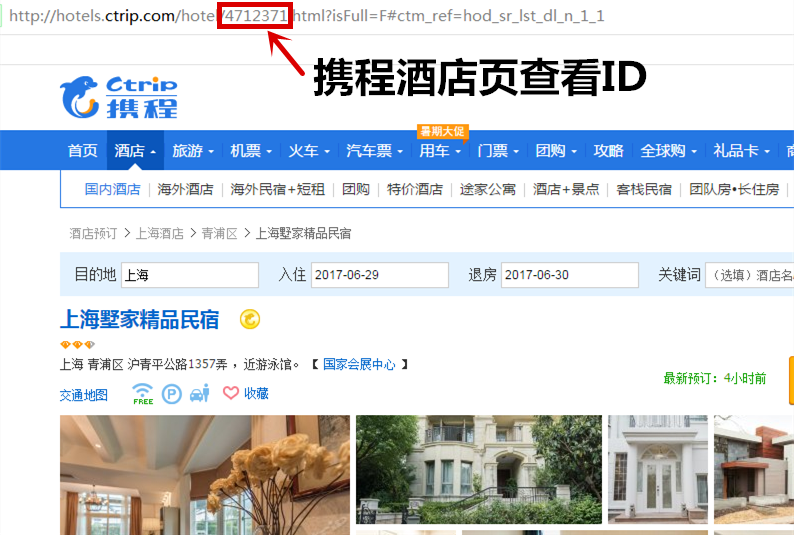 http://hotels.ctrip.com/hotel/4712371.html?isFull=F#ctm_ref=hod_sr_lst_dl_n_1_1
携程酒店页查看ID
Ctrip
携程
暑期大促
首页 酒店 旅游 机票 火车 汽车票 用车 门票 团购 攻略 全球购 礼品卡
国内酒店 海外酒店 海外民宿+短租 团购 特价酒店 途家公寓 酒店+景点 客栈民宿 团队房•长住房
酒店预订 > 上海酒店 > 青浦区 > 上海墅家精品民宿
目的地 上海 入住 2017-06-29 退房 2017-06-30 关键词 (选填) 酒店名
上海墅家精品民宿
上海 青浦区 沪青平公路1357弄 ，近游泳馆。 【 国家会展中心 】
最新预订：4小时前
交通地图 FREE P 收藏